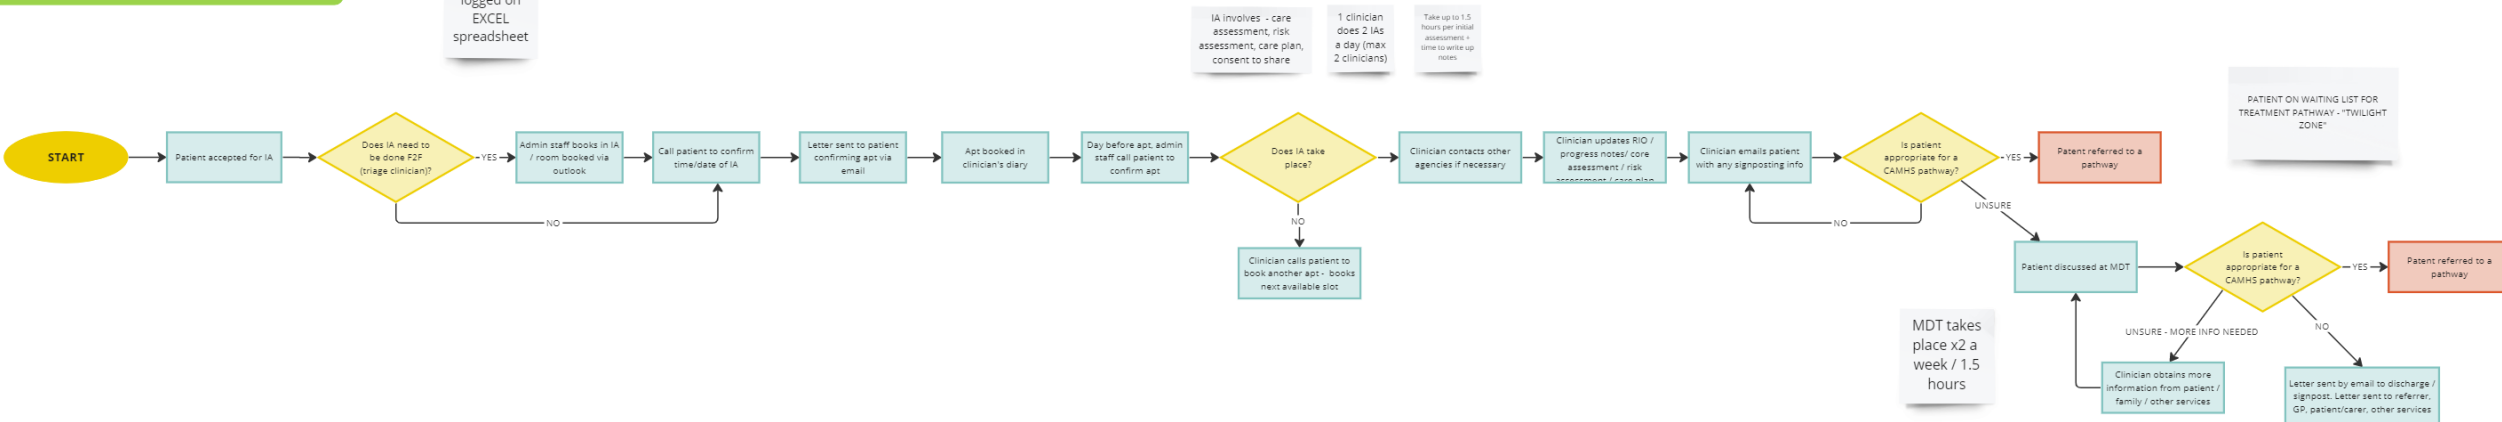 logged on
EXCEL
spreadsheet
IA involves - care
assessment, risk
assessment, care plan,
consent to share
1 clinician
does 2 IAs
a day (max
2 clinicians)
Take up to 1.5
hours per initial
assessment +
time to write up
notes
PATIENT ON WAITING LIST FOR
TREATMENT PATHWAY - "TWILIGHT
ZONE"
START
Patient accepted for IA
Does IA need to
be done F2F
(triage clinician)?
YES
NO
Admin staff books in IA
/ room booked via
outlook
Call patient to confirm
time/date of IA
Letter sent to patient
confirming apt via
email
Apt booked in
clinician's diary
Day before apt, admin
staff call patient to
confirm apt
Does IA take
place?
NO
Clinician calls patient to
book another apt - books
next available slot
Clinician contacts other
agencies if necessary
Clinician updates RIO /
progress notes/ core
assessment / risk
assessment / care plan
Clinician emails patient
with any signposting info
Is patient
appropriate for a
CAMHS pathway?
YES
NO
UNSURE
Patent referred to a
pathway
Patient discussed at MDT
Is patient
appropriate for a
CAMHS pathway?
YES
Patent referred to a
pathway
UNSURE - MORE INFO NEEDED
NO
MDT takes
place x2 a
week / 1.5
hours
Clinician obtains more
information from patient /
family / other services
Letter sent by email to discharge /
signpost. Letter sent to referrer,
GP, patient/carer, other services